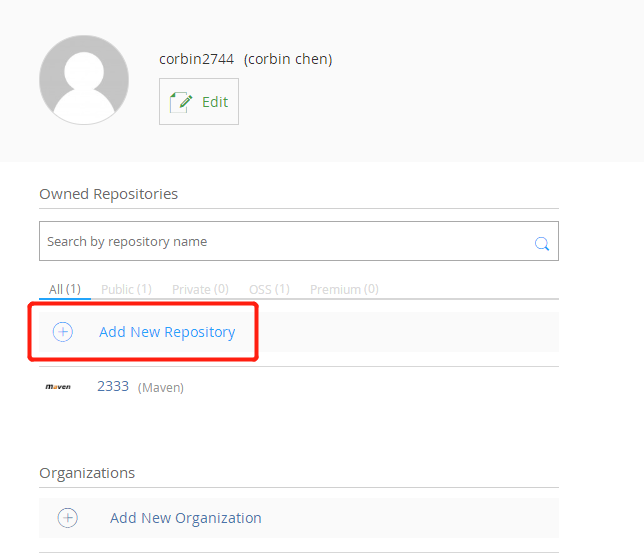 corbin2744 (corbin chen)
Edit
Owned Repositories
Search by repository name
All (1) Public (1) Private (0) OSS (1) Premium (0)
Add New Repository
maven 2333 (Maven)
Organizations
Add New Organization